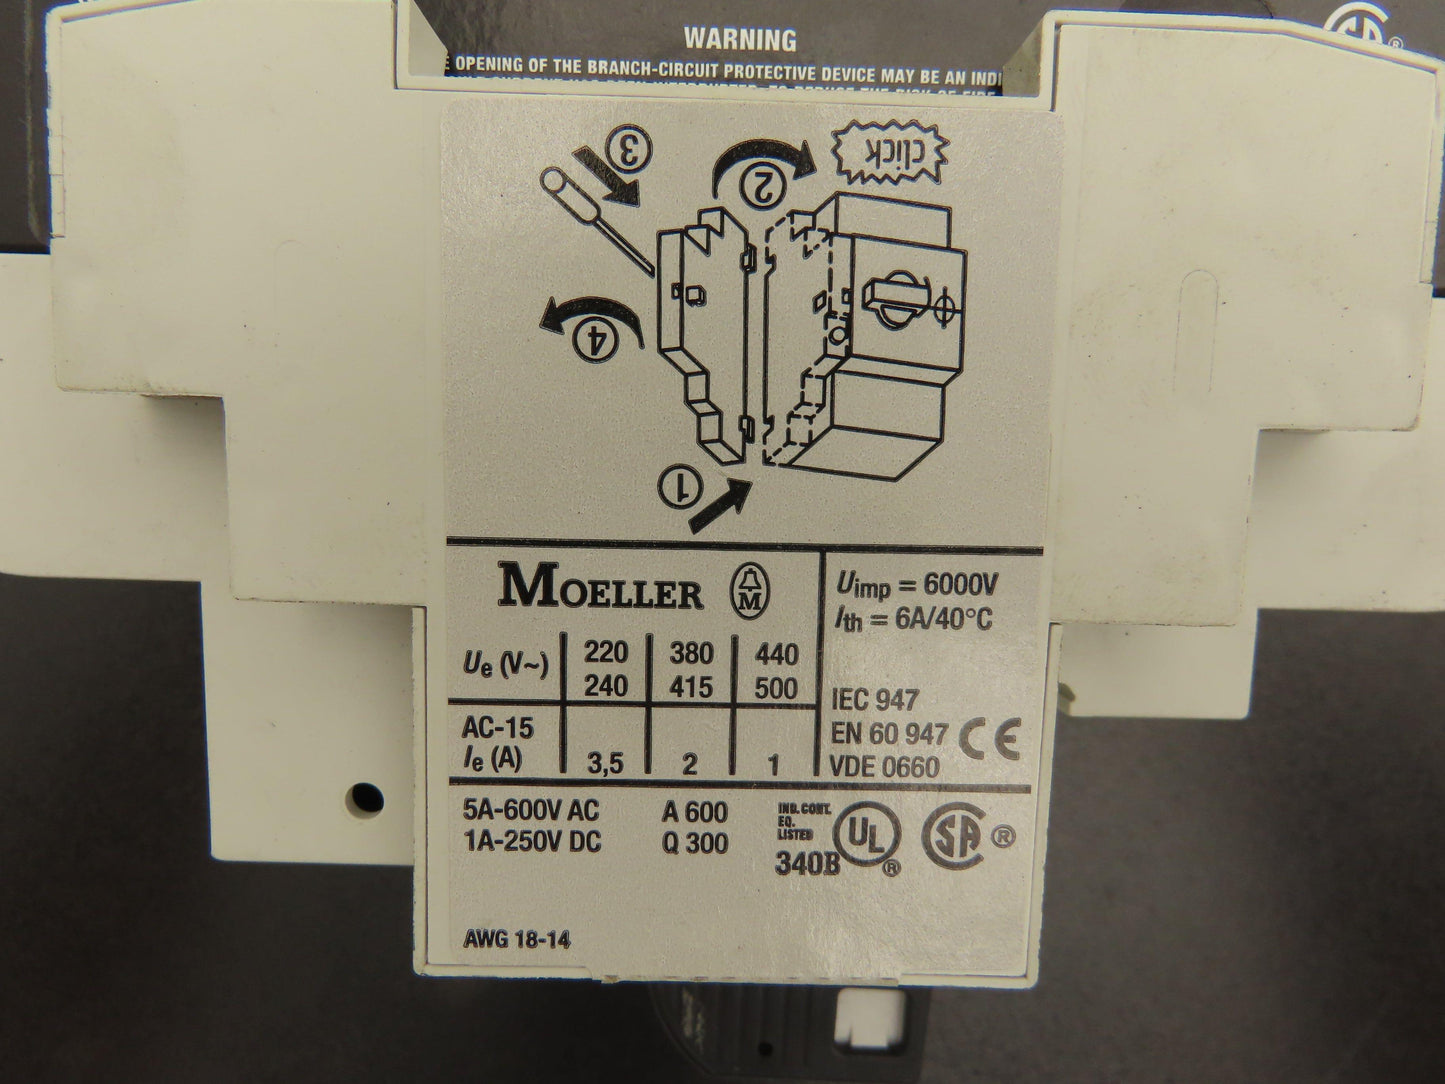 WARNING
OPENING OF THE BRANCH-CIRCUIT PROTECTIVE DEVICE MAY BE AN INDI
®
3
2
click
4
1
MOELLER M
Uimp = 6000V
Ith = 6A/40°C
Ue (V~) 220 380 440
240 415 500
AC-15
Ie (A) 3,5 2 1
IEC 947
EN 60 947 CE
VDE 0660
5A-600V AC A 600
1A-250V DC Q 300
IND. CONT.
EQ.
LISTED
340B
UL ®
SA ®
AWG 18-14